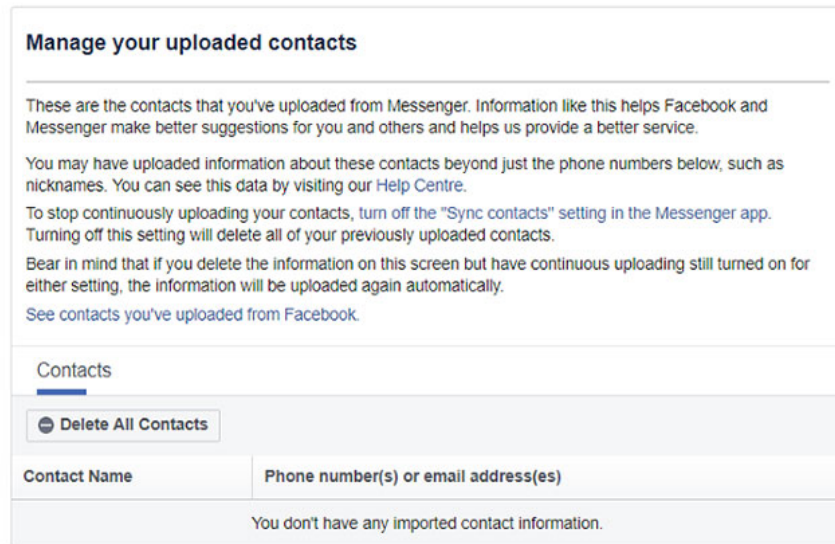 Manage your uploaded contacts
These are the contacts that you've uploaded from Messenger. Information like this helps Facebook and
Messenger make better suggestions for you and others and helps us provide a better service.
You may have uploaded information about these contacts beyond just the phone numbers below, such as
nicknames. You can see this data by visiting our Help Centre.
To stop continuously uploading your contacts, turn off the "Sync contacts" setting in the Messenger app.
Turning off this setting will delete all of your previously uploaded contacts.
Bear in mind that if you delete the information on this screen but have continuous uploading still turned on for
either setting, the information will be uploaded again automatically.
See contacts you've uploaded from Facebook.
Contacts
Delete All Contacts
Contact Name Phone number(s) or email address(es)
You don't have any imported contact information.